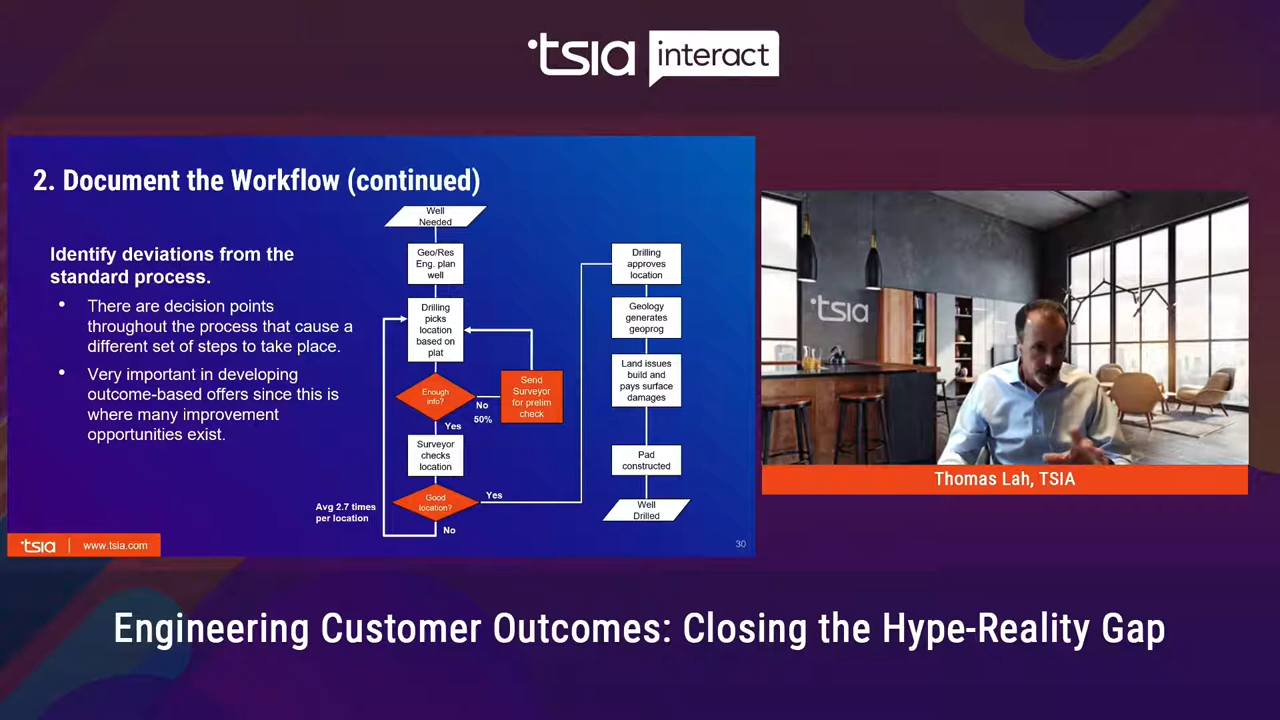 tsia interact
2. Document the Workflow (continued)
Identify deviations from the
standard process.
• There are decision points
throughout the process that cause a
different set of steps to take place.
• Very important in developing
outcome-based offers since this is
where many improvement
opportunities exist.
Well
Needed
Geo/Res
Eng. plan
well
Drilling
picks
location
based on
plat
Enough
info?
No
50%
Send
Surveyor
for prelim
check
Yes
Surveyor
checks
location
Good
location?
Yes
No
Avg 2.7 times
per location
Drilling
approves
location
Geology
generates
geoprog
Land issues
build and
pays surface
damages
Pad
constructed
Well
Drilled
tsia | www.tsia.com
30
tsia
Thomas Lah, TSIA
Engineering Customer Outcomes: Closing the Hype-Reality Gap